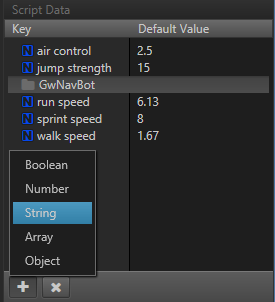 Script Data
Key Default Value
N air control 2.5
N jump strength 15
GwNavBot
N run speed 6.13
N sprint speed 8
N walk speed 1.67
Boolean
Number
String
Array
Object